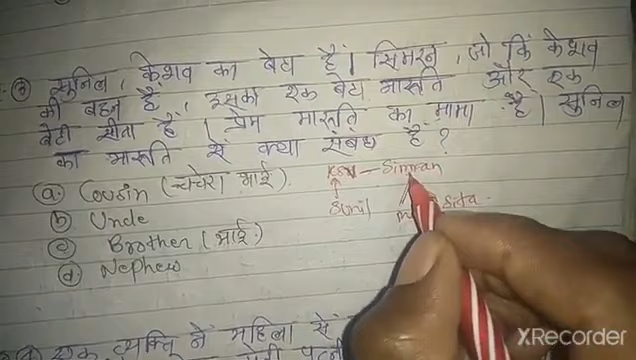 ③ सुनिल, केशव का बेटा है। सिमरन, जो कि केशव
की बहन है, इसका एक बेटा मारुति और एक
बेटी सीता है। प्रेम मारुति का मामा है। सुनिल
का मारुति से क्या संबंध है?
a. Cousin (चचेरा भाई).
Simran
b) Uncle
Sunil
Sita
c) Brother (भाई)
d. Nephew
एक व्यक्ति ने महिला से
XRecorder